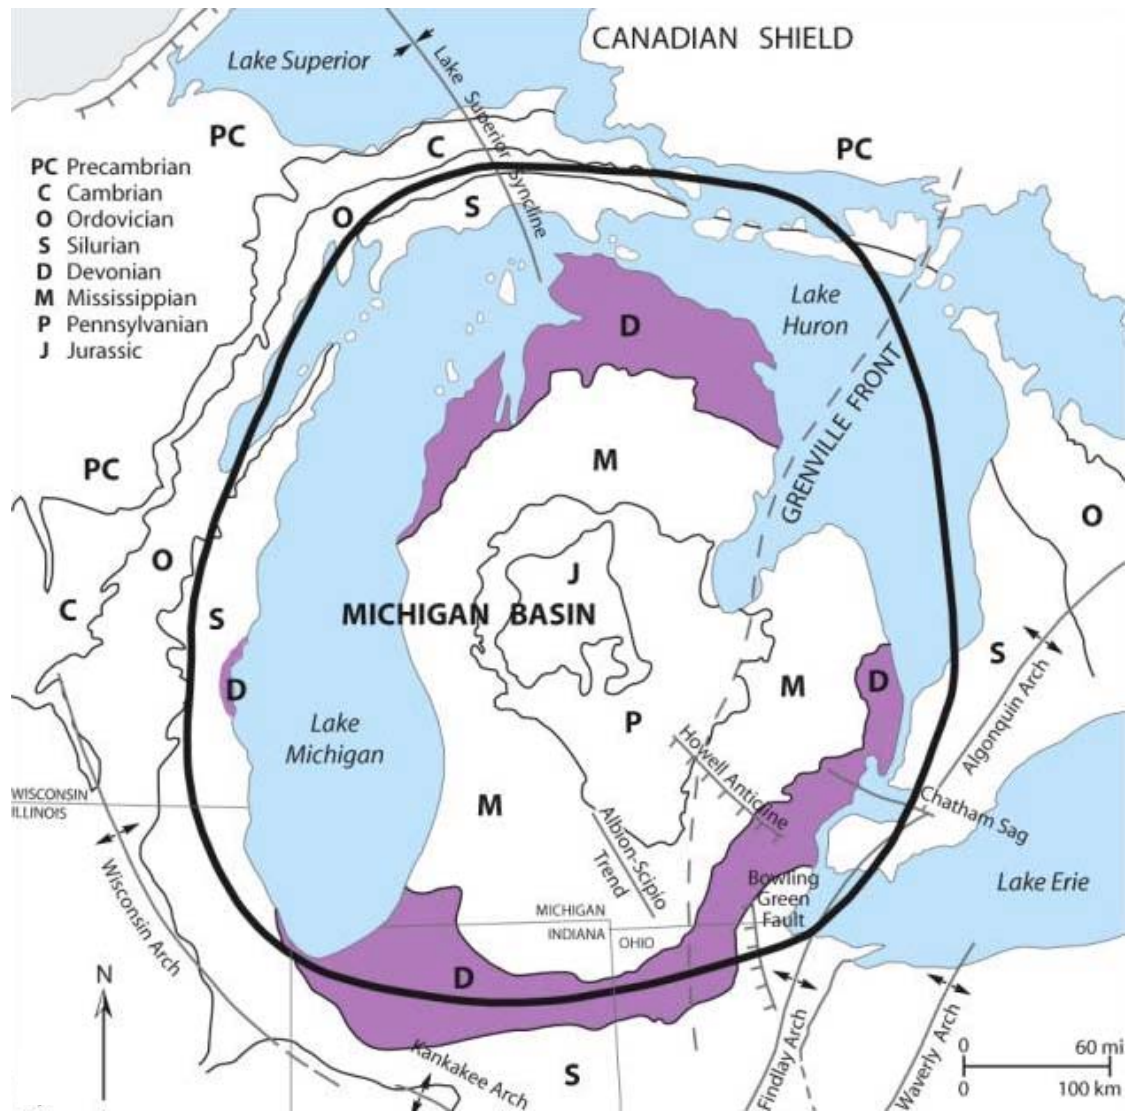 CANADIAN SHIELD
Lake Superior
Lake Superior Syncline
PC
C
PC
PC Precambrian
C Cambrian
O Ordovician
S Silurian
D Devonian
M Mississippian
P Pennsylvanian
J Jurassic
O
S
Lake
Huron
D
GRENVILLE FRONT
PC
M
O
O
J
C
S
MICHIGAN BASIN
S
D
M
D
Algonquin Arch
P
Lake
Michigan
Howell Anticline
WISCONSIN
ILLINOIS
M
Albion-Scipio
Trend
Chatham Sag
Wisconsin Arch
Bowling
Green
Fault
Lake Erie
MICHIGAN
INDIANA
OHIO
D
N
Kankakee Arch
S
Findlay Arch
Waverly Arch
0 60 mi
0 100 km